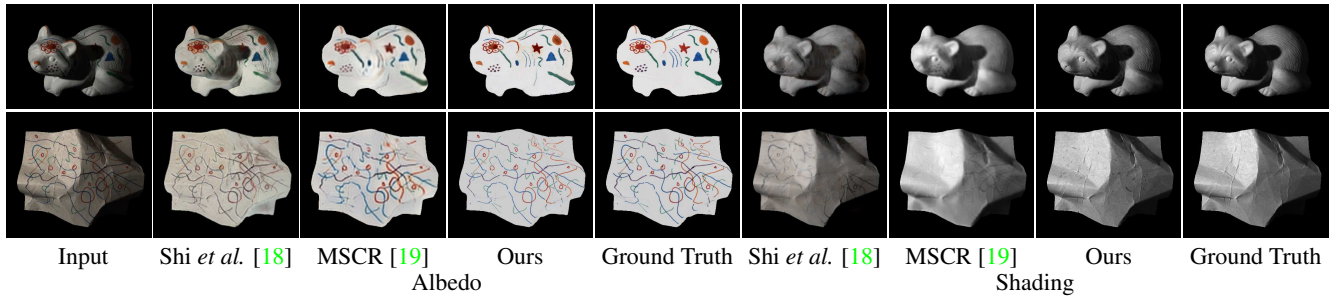 Input Shi et al. [18] MSCR [19] Ours Ground Truth Shi et al. [18] MSCR [19] Ours Ground Truth
Albedo Shading